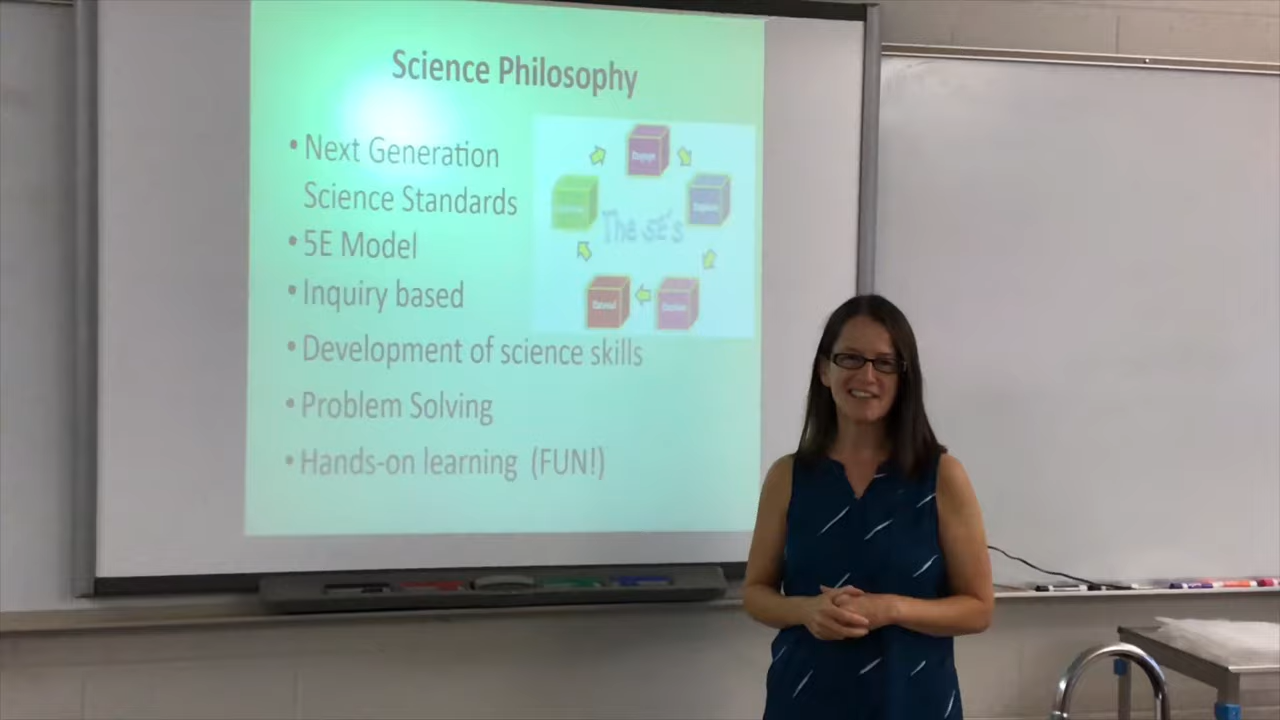 Science Philosophy
• Next Generation
Science Standards
• 5E Model
• Inquiry based
• Development of science skills
• Problem Solving
• Hands-on learning (FUN!)
Engage
The 5E's